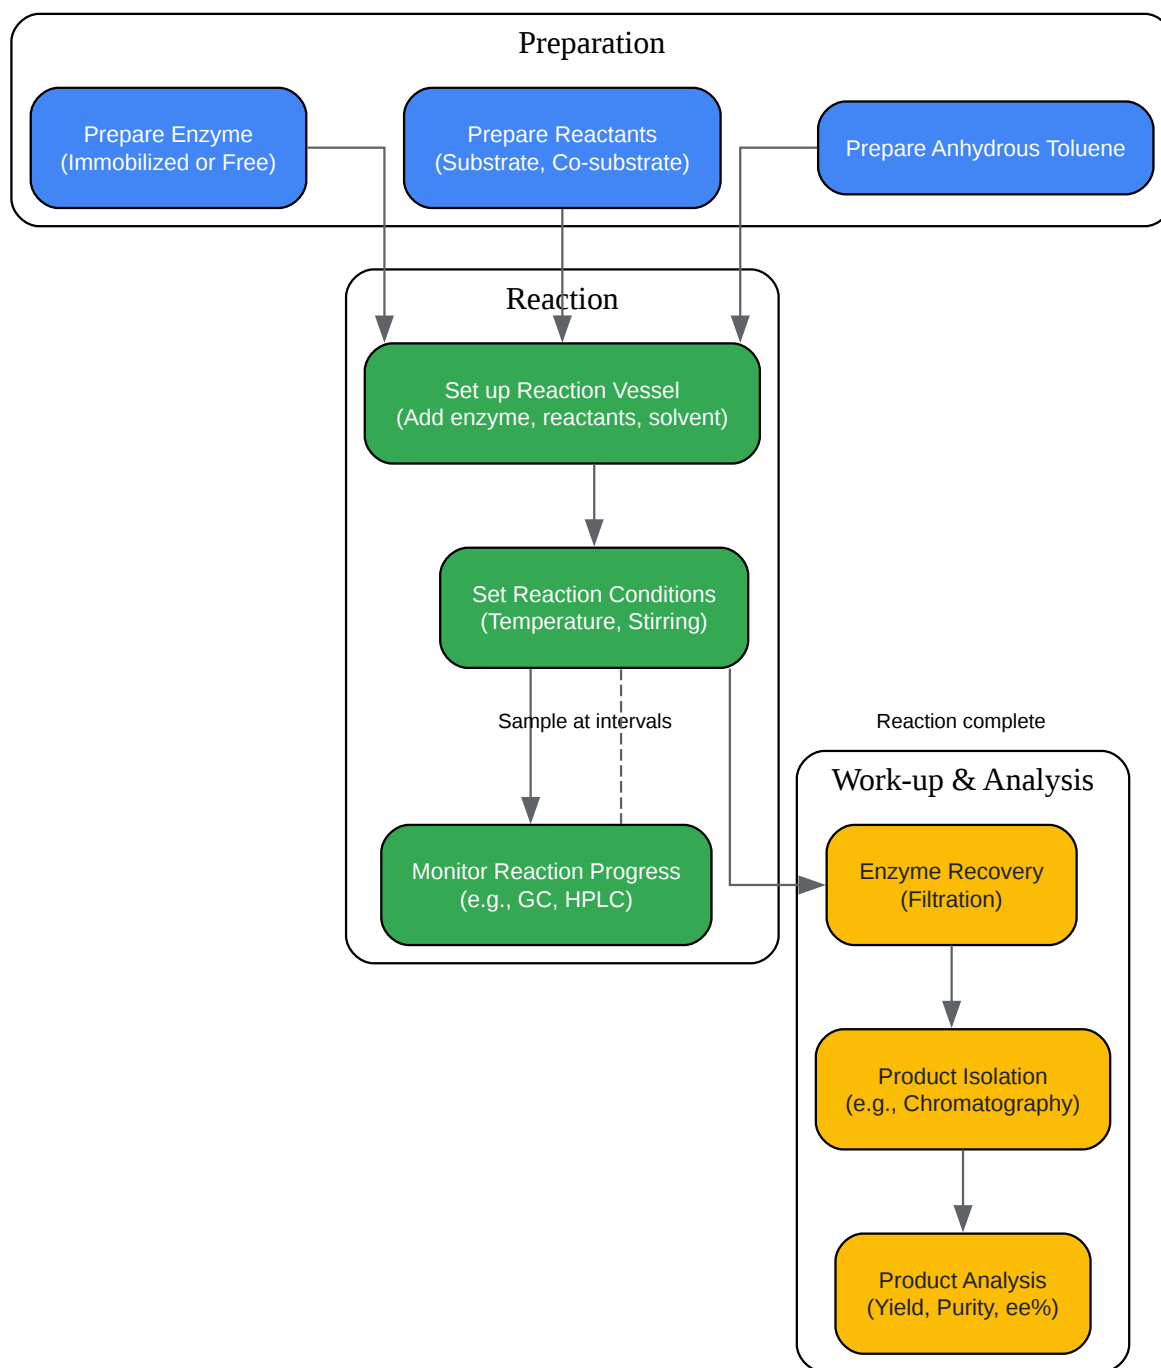 Preparation
Prepare Enzyme
(Immobilized or Free)
Prepare Reactants
(Substrate, Co-substrate)
Prepare Anhydrous Toluene
Reaction
Set up Reaction Vessel
(Add enzyme, reactants, solvent)
Set Reaction Conditions
(Temperature, Stirring)
Sample at intervals
Reaction complete
Monitor Reaction Progress
(e.g., GC, HPLC)
Work-up & Analysis
Enzyme Recovery
(Filtration)
Product Isolation
(e.g., Chromatography)
Product Analysis
(Yield, Purity, ee%)